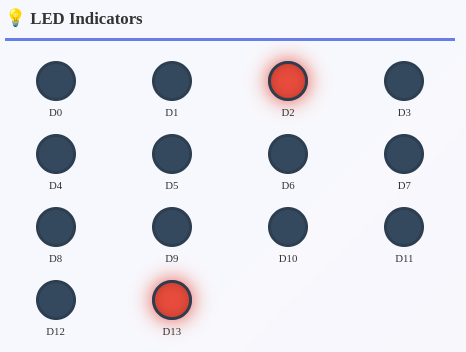 💡 LED Indicators
D0 D1 D2 D3
D4 D5 D6 D7
D8 D9 D10 D11
D12 D13